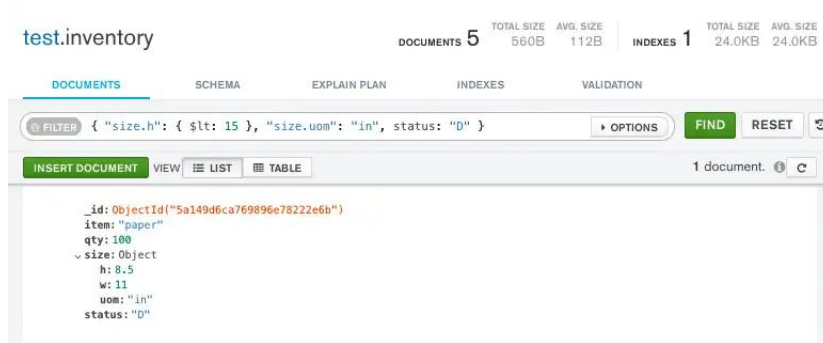 test.inventory DOCUMENTS 5 TOTAL SIZE 560B AVG. SIZE 112B INDEXES 1 TOTAL SIZE 24.0KB AVG. SIZE 24.0KB
DOCUMENTS SCHEMA EXPLAIN PLAN INDEXES VALIDATION
FILTER { "size.h": { $lt: 15 }, "size.uom": "in", status: "D" } OPTIONS FIND RESET
INSERT DOCUMENT VIEW LIST TABLE 1 document.
_id: ObjectId("5a149d6ca769896e78222e6b")
item: "paper"
qty: 100
size: Object
h: 8.5
w: 11
uom: "in"
status: "D"